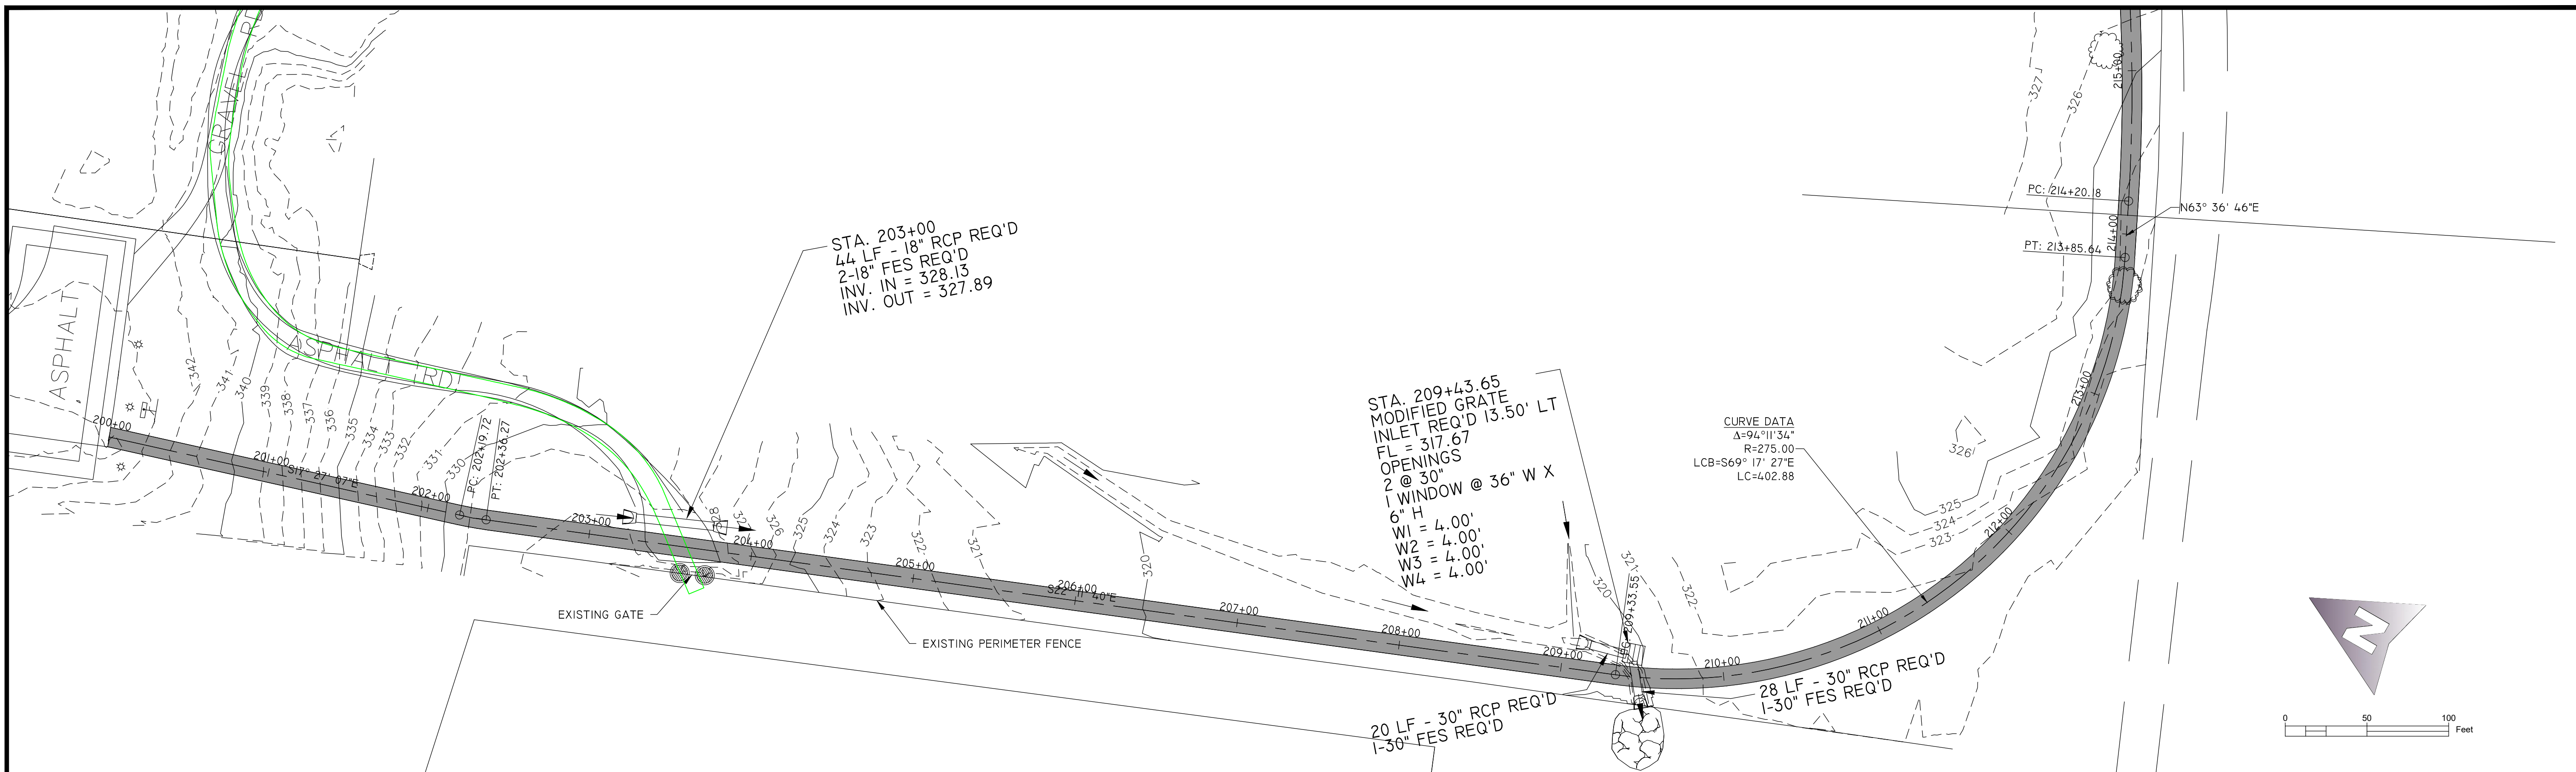 GRAVEL
ASPHALT
ASPHALT RD
342
341
340
339
338
337
336
335
334
333
332
331
330
200+00
201+00
S17° 27' 07"E
202+00
PC: 202+19.72
PT: 202+36.27
203+00
STA. 203+00
44 LF - 18" RCP REQ'D
2-18" FES REQ'D
INV. IN = 328.13
INV. OUT = 327.89
328
326
325
324
323
322
321
320
204+00
205+00
206+00
207+00
208+00
209+00
EXISTING GATE
EXISTING PERIMETER FENCE
STA. 209+43.65
MODIFIED GRATE
INLET REQ'D 13.50' LT
FL = 317.67
OPENINGS
2 @ 30"
1 WINDOW @ 36" W X
6" H
W1 = 4.00'
W2 = 4.00'
W3 = 4.00'
W4 = 4.00'
320
321
322
20 LF - 30" RCP REQ'D
1-30" FES REQ'D
28 LF - 30" RCP REQ'D
1-30" FES REQ'D
210+00
211+00
212+00
213+00
214+00
215+00
CURVE DATA
Δ=94°11'34"
R=275.00
LCB=S69° 17' 27"E
LC=402.88
326
325
324
323
327
326
PC: 214+20.18
N63° 36' 46"E
PT: 213+85.64
N
0 50 100
Feet